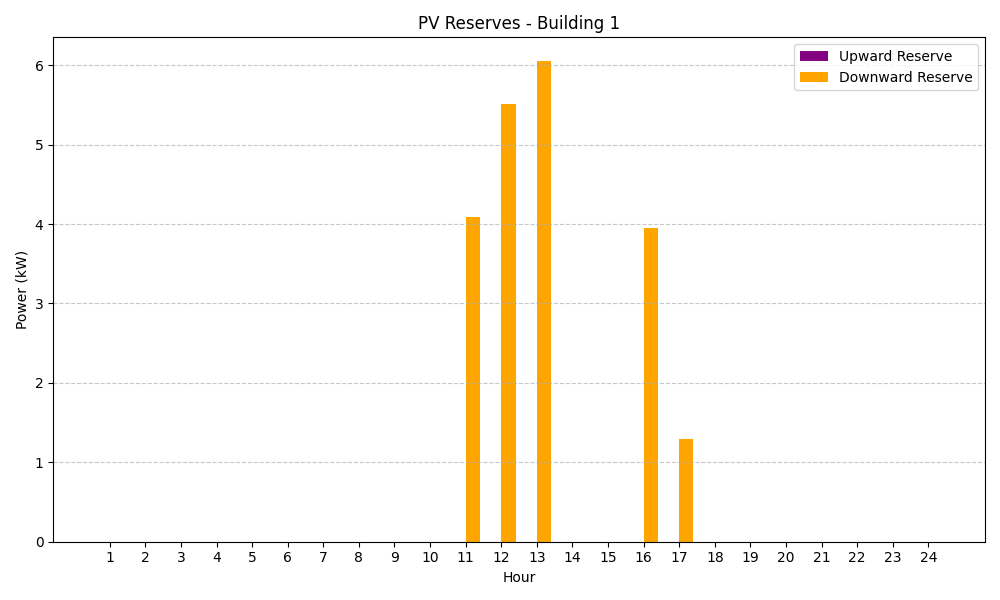 PV Reserves - Building 1
Upward Reserve
Downward Reserve
Power (kW)
6
5
4
3
2
1
0
1 2 3 4 5 6 7 8 9 10 11 12 13 14 15 16 17 18 19 20 21 22 23 24
Hour